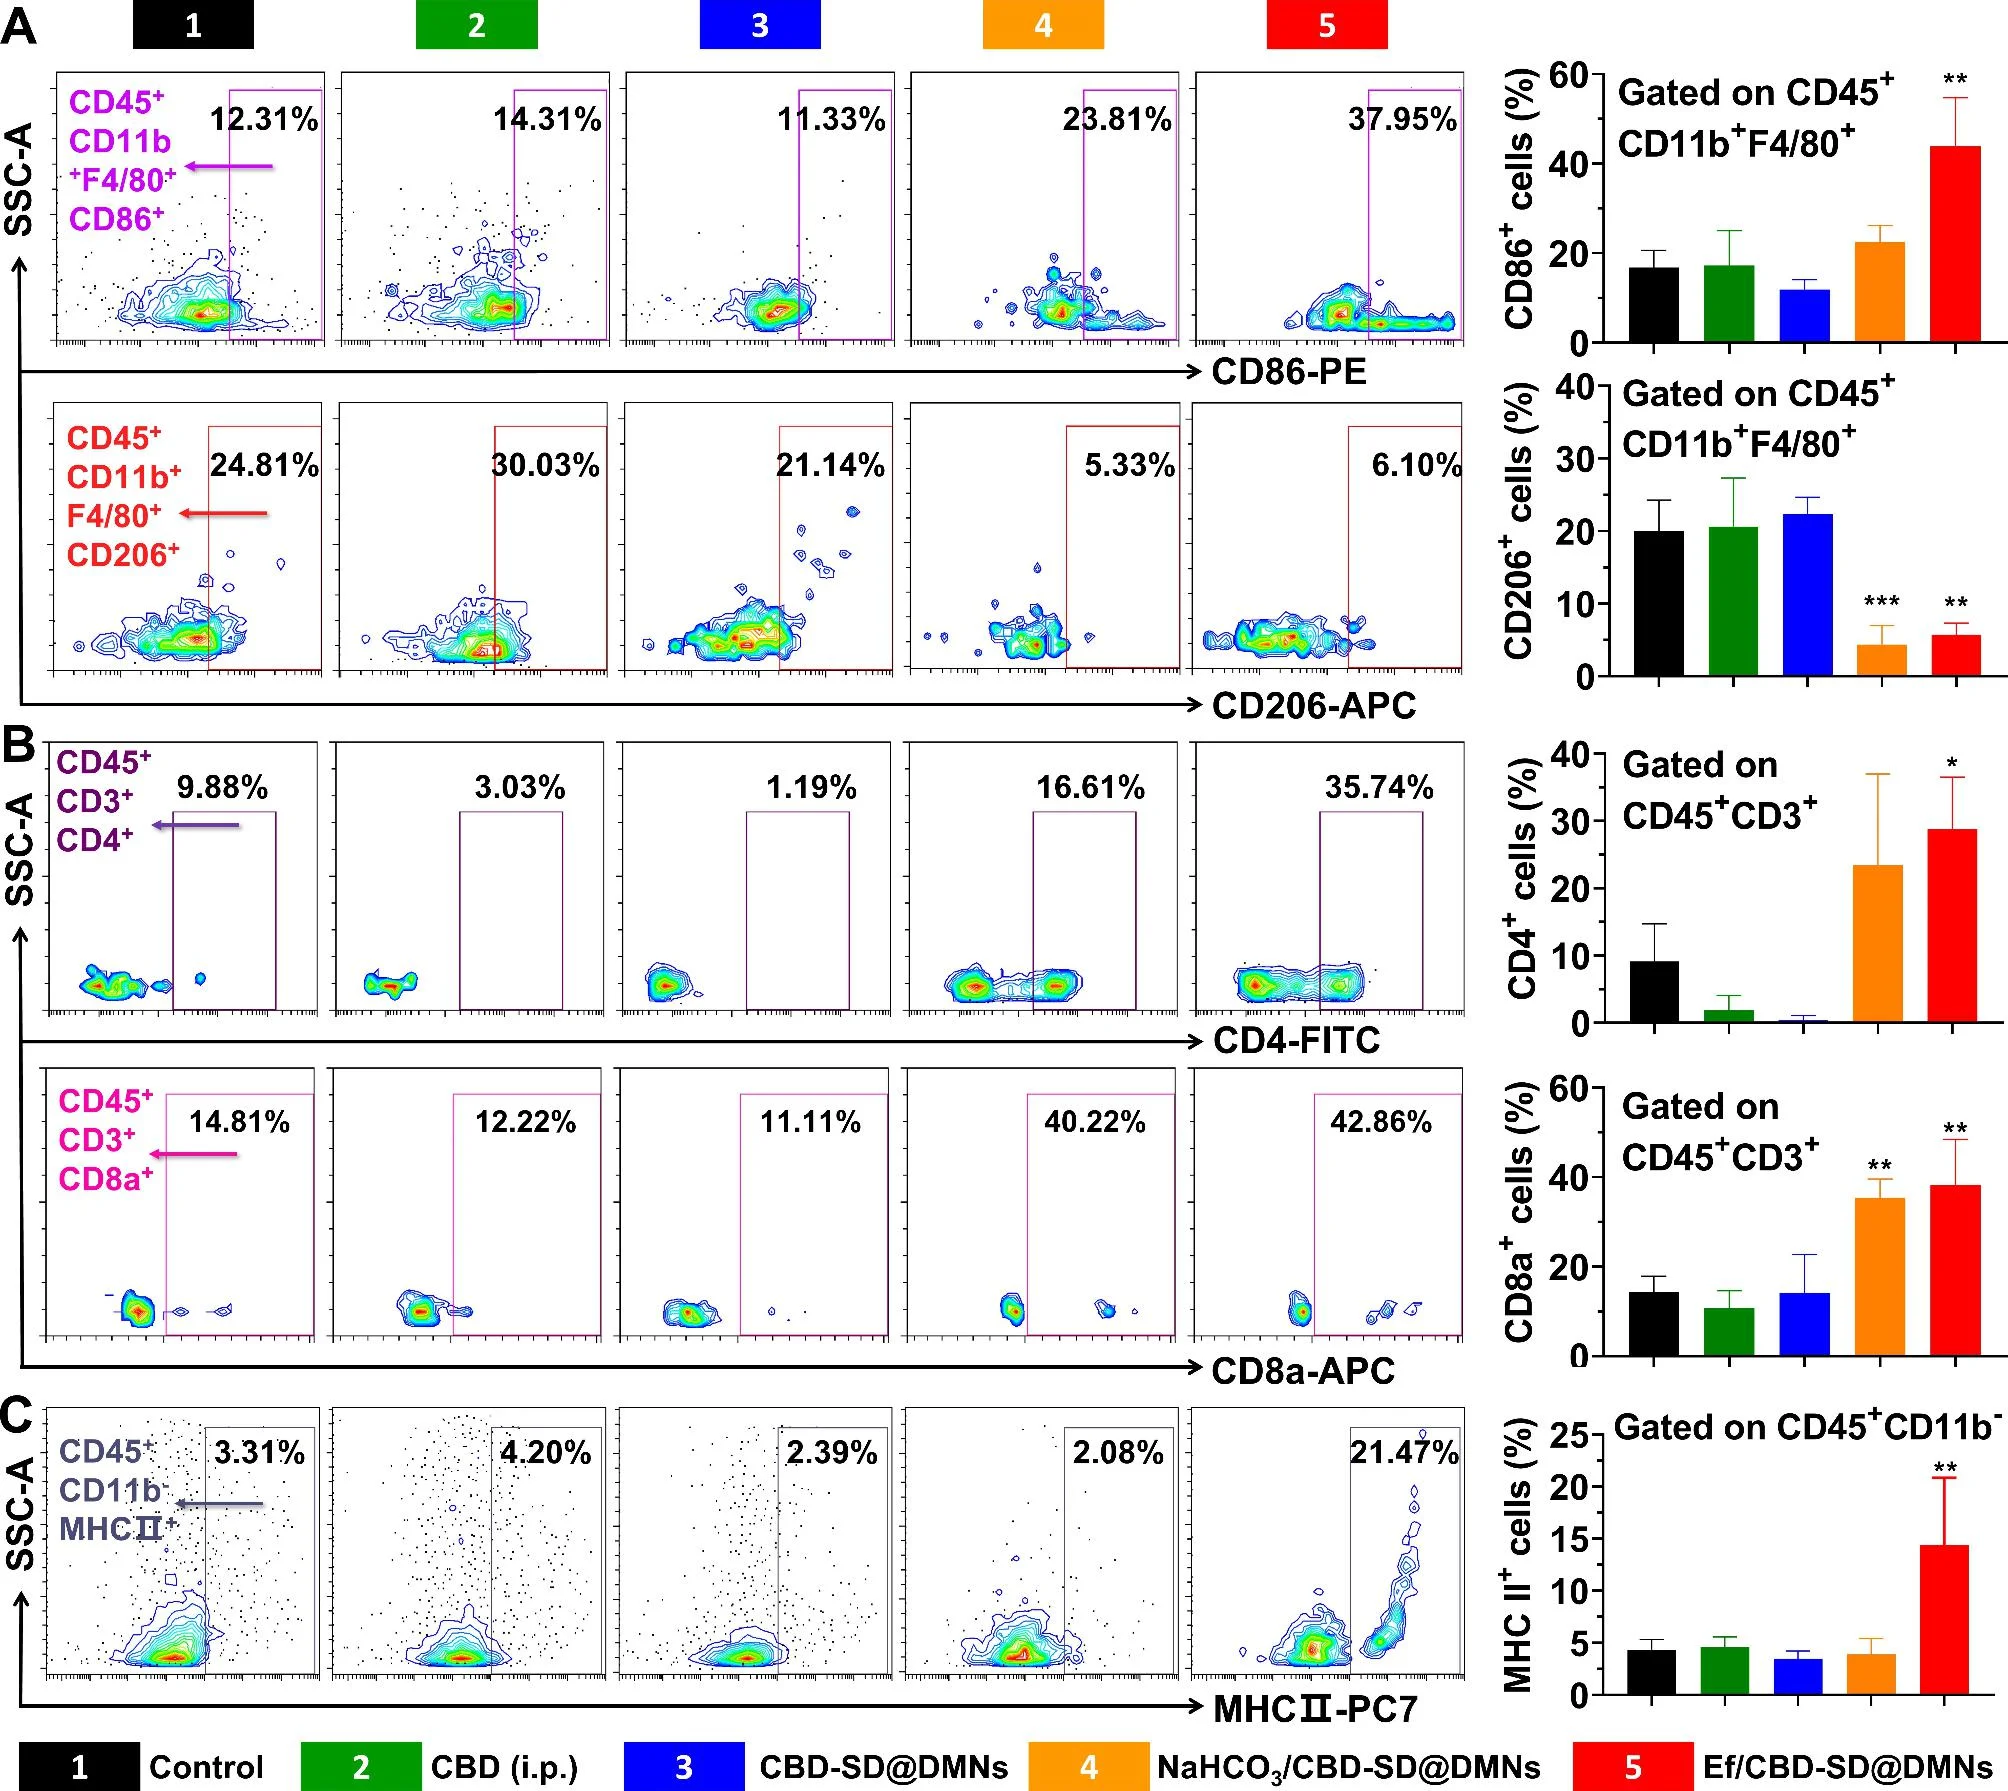 A
1
2
3
4
5
SSC-A
CD45+
CD11b
+F4/80+
CD86+
12.31%
14.31%
11.33%
23.81%
37.95%
CD86-PE
CD86+ cells (%)
60
40
20
0
Gated on CD45+
CD11b+F4/80+
**
CD45+
CD11b+
F4/80+
CD206+
24.81%
30.03%
21.14%
5.33%
6.10%
CD206-APC
CD206+ cells (%)
40
30
20
10
0
Gated on CD45+
CD11b+F4/80+
***
**
B
SSC-A
CD45+
CD3+
CD4+
9.88%
3.03%
1.19%
16.61%
35.74%
CD4-FITC
CD4+ cells (%)
40
30
20
10
0
Gated on
CD45+CD3+
*
CD45+
CD3+
CD8a+
14.81%
12.22%
11.11%
40.22%
42.86%
CD8a-APC
CD8a+ cells (%)
60
40
20
0
Gated on
CD45+CD3+
**
**
C
SSC-A
CD45+
CD11b-
MHCII+
3.31%
4.20%
2.39%
2.08%
21.47%
MHCII-PC7
MHC II+ cells (%)
25
20
15
10
5
0
Gated on CD45+CD11b-
**
1 Control
2 CBD (i.p.)
3 CBD-SD@DMNs
4 NaHCO3/CBD-SD@DMNs
5 Ef/CBD-SD@DMNs